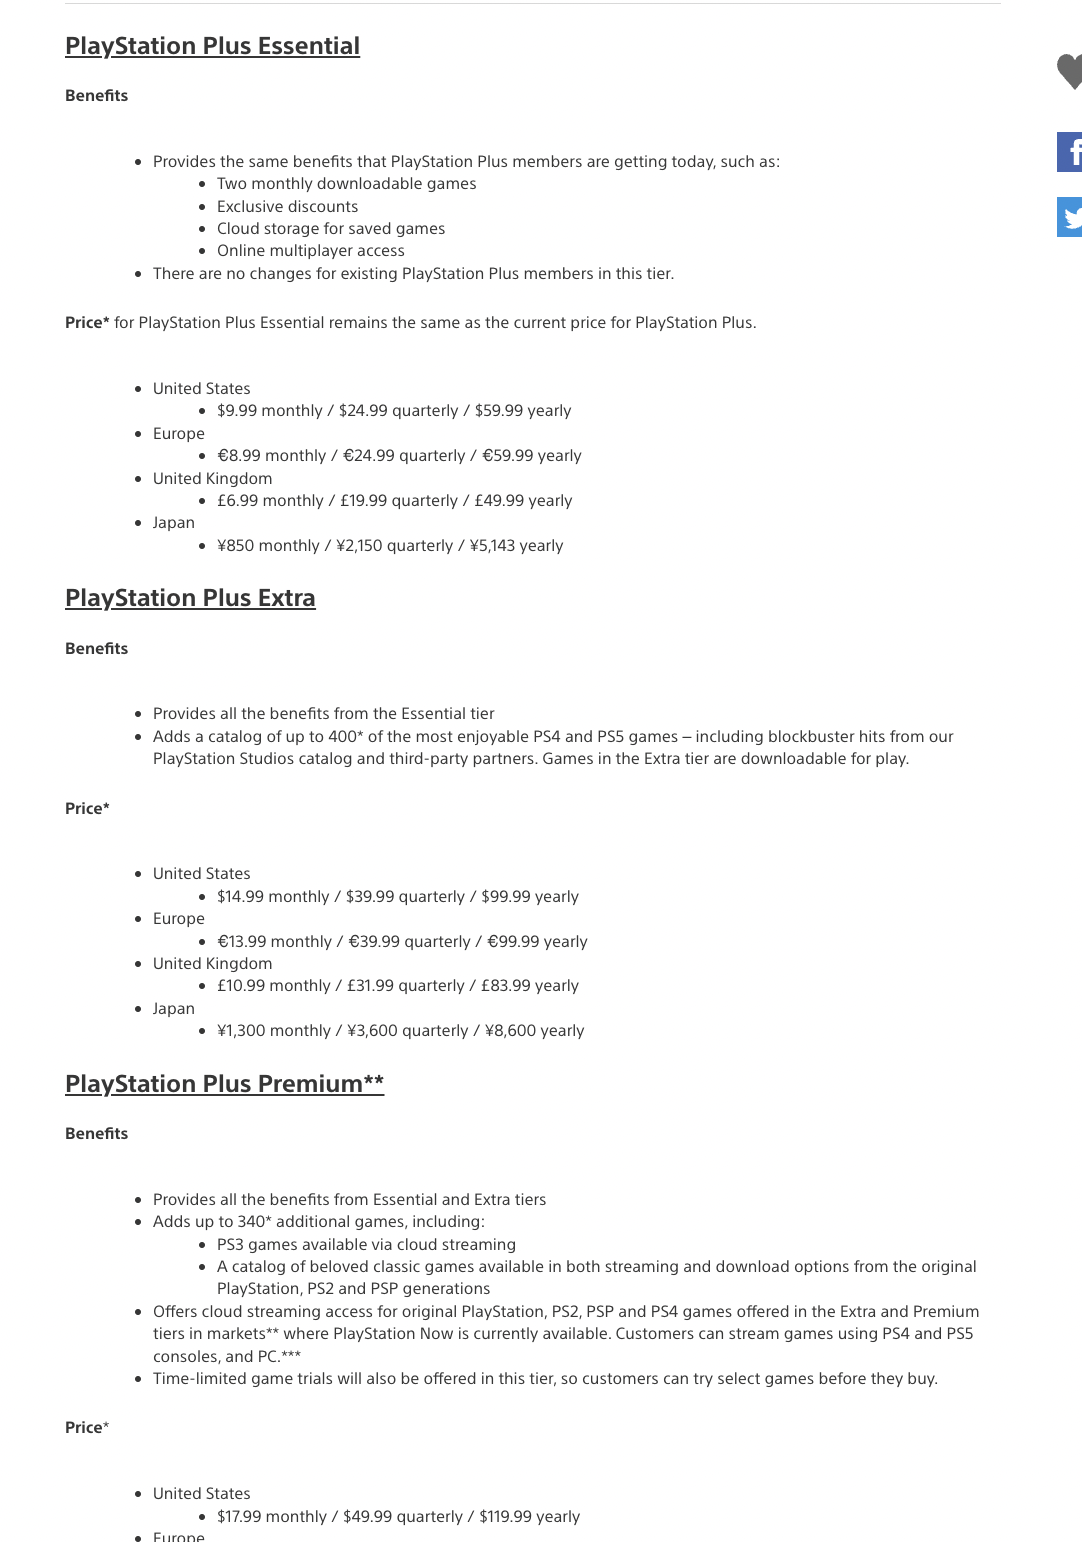 PlayStation Plus Essential
Benefits
Provides the same benefits that PlayStation Plus members are getting today, such as:
Two monthly downloadable games
Exclusive discounts
Cloud storage for saved games
Online multiplayer access
There are no changes for existing PlayStation Plus members in this tier.
Price* for PlayStation Plus Essential remains the same as the current price for PlayStation Plus.
United States
$9.99 monthly / $24.99 quarterly / $59.99 yearly
Europe
€8.99 monthly / €24.99 quarterly / €59.99 yearly
United Kingdom
£6.99 monthly / £19.99 quarterly / £49.99 yearly
Japan
¥850 monthly / ¥2,150 quarterly / ¥5,143 yearly
PlayStation Plus Extra
Benefits
Provides all the benefits from the Essential tier
Adds a catalog of up to 400* of the most enjoyable PS4 and PS5 games – including blockbuster hits from our
PlayStation Studios catalog and third-party partners. Games in the Extra tier are downloadable for play.
Price*
United States
$14.99 monthly / $39.99 quarterly / $99.99 yearly
Europe
€13.99 monthly / €39.99 quarterly / €99.99 yearly
United Kingdom
£10.99 monthly / £31.99 quarterly / £83.99 yearly
Japan
¥1,300 monthly / ¥3,600 quarterly / ¥8,600 yearly
PlayStation Plus Premium**
Benefits
Provides all the benefits from Essential and Extra tiers
Adds up to 340* additional games, including:
PS3 games available via cloud streaming
A catalog of beloved classic games available in both streaming and download options from the original
PlayStation, PS2 and PSP generations
Offers cloud streaming access for original PlayStation, PS2, PSP and PS4 games offered in the Extra and Premium
tiers in markets** where PlayStation Now is currently available. Customers can stream games using PS4 and PS5
consoles, and PC.***
Time-limited game trials will also be offered in this tier, so customers can try select games before they buy.
Price*
United States
$17.99 monthly / $49.99 quarterly / $119.99 yearly
Europe